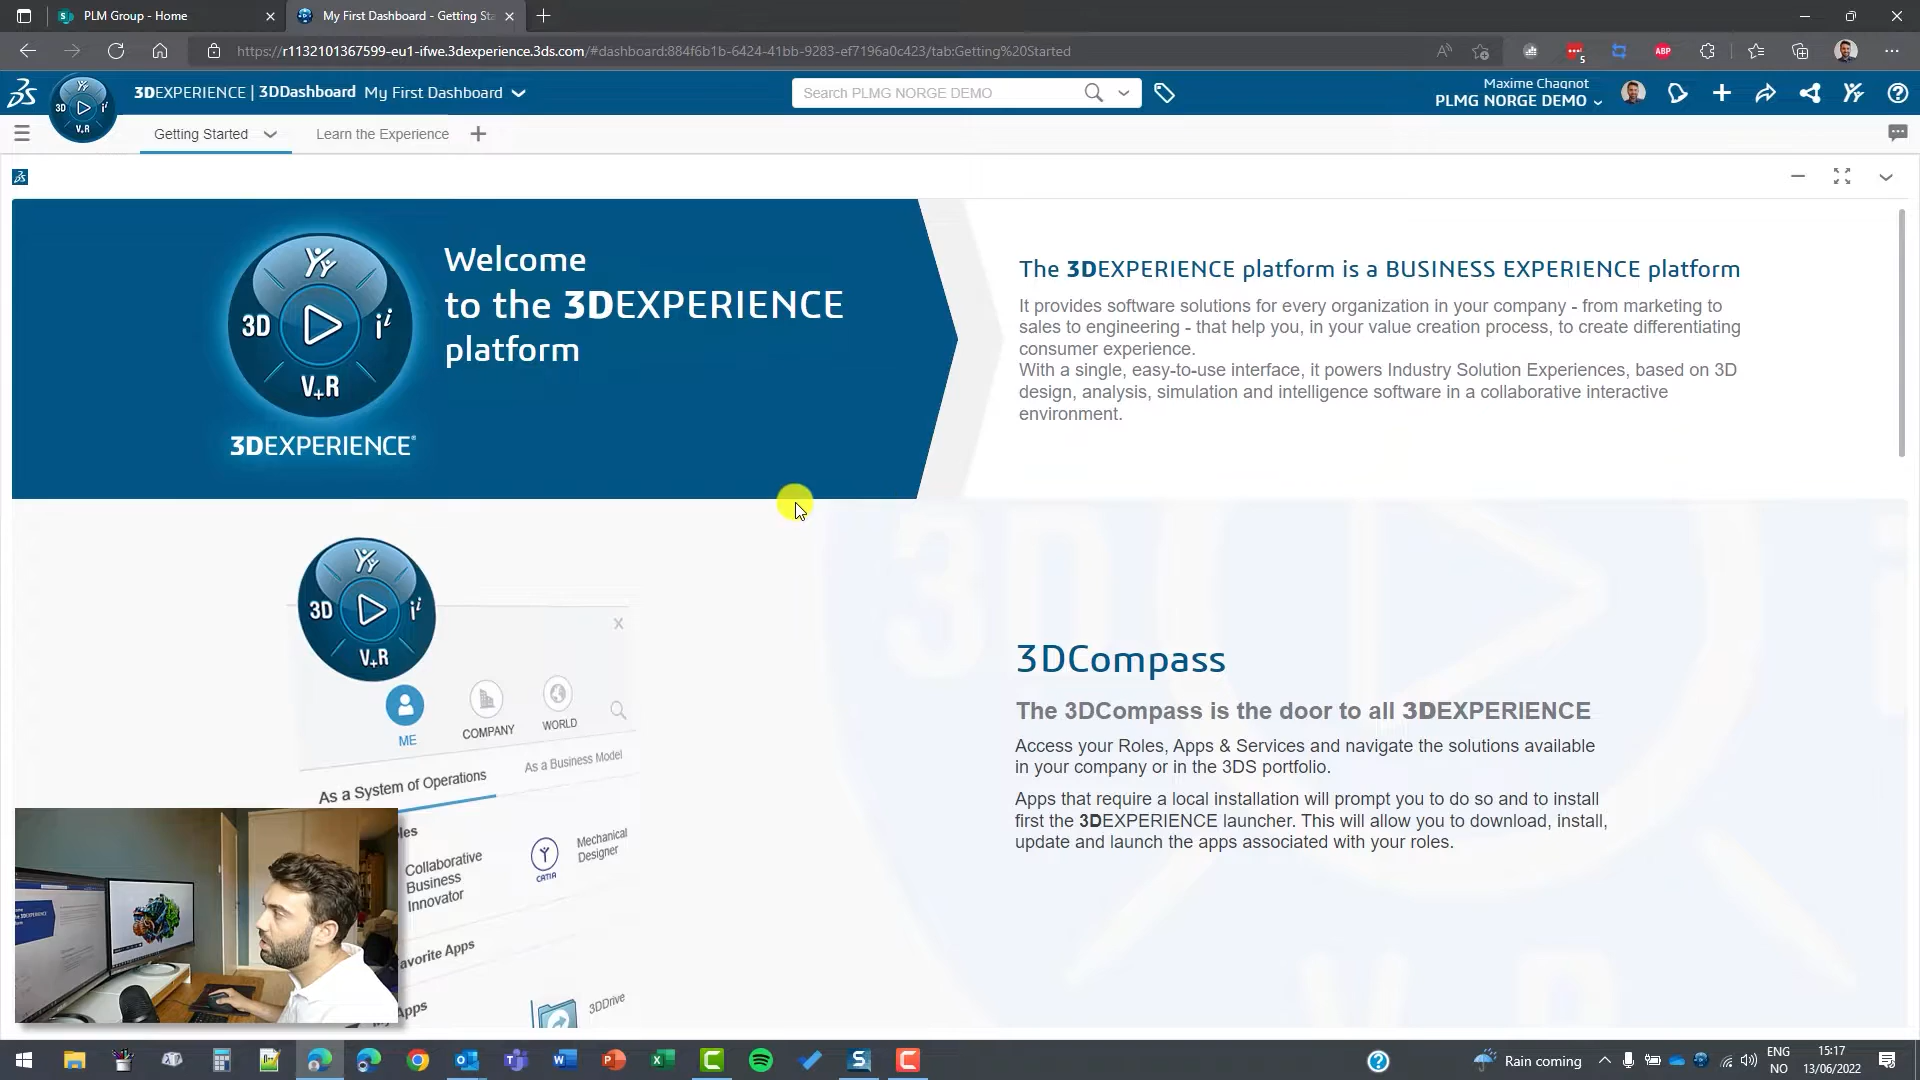 PLM Group - Home
My First Dashboard - Getting Sta
https://r1132101367599-eu1-ifwe.3dexperience.3ds.com/#dashboard:884f6b1b-6424-41bb-9283-ef7196a0c423/tab:Getting%20Started
5
ABP
3DEXPERIENCE | 3DDashboard My First Dashboard
Search PLMG NORGE DEMO
Maxime Chagnot
PLMG NORGE DEMO
3D
V.R
Getting Started
Learn the Experience
Welcome
to the 3DEXPERIENCE
platform
3D
V+R
3DEXPERIENCE®
The 3DEXPERIENCE platform is a BUSINESS EXPERIENCE platform
It provides software solutions for every organization in your company - from marketing to
sales to engineering - that help you, in your value creation process, to create differentiating
consumer experience.
With a single, easy-to-use interface, it powers Industry Solution Experiences, based on 3D
design, analysis, simulation and intelligence software in a collaborative interactive
environment.
3D
V+R
X
ME
COMPANY
WORLD
As a System of Operations
As a Business Model
les
Collaborative
Business
Innovator
CATIA
Mechanical
Designer
avorite Apps
My Apps
3DDrive
3DCompass
The 3DCompass is the door to all 3DEXPERIENCE
Access your Roles, Apps & Services and navigate the solutions available
in your company or in the 3DS portfolio.
Apps that require a local installation will prompt you to do so and to install
first the 3DEXPERIENCE launcher. This will allow you to download, install,
update and launch the apps associated with your roles.
Rain coming
ENG
NO
15:17
13/06/2022